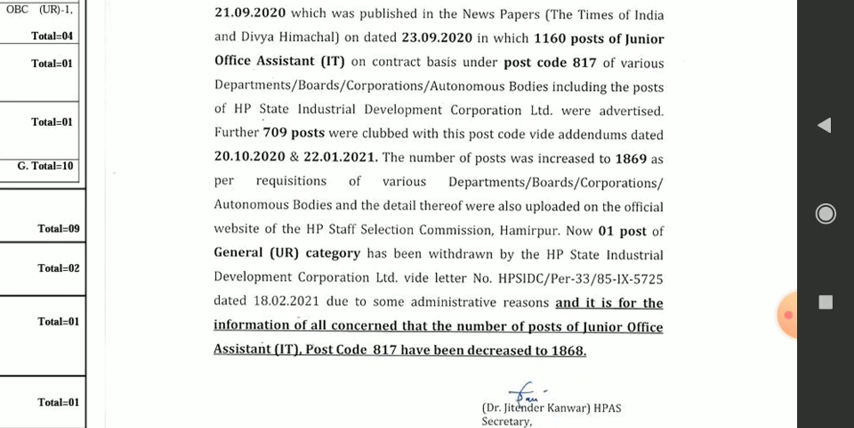 OBC (UR)-1,
Total=04
Total=01
Total=01
G. Total=10
Total=09
Total=02
Total=01
Total=01
21.09.2020 which was published in the News Papers (The Times of India
and Divya Himachal) on dated 23.09.2020 in which 1160 posts of Junior
Office Assistant (IT) on contract basis under post code 817 of various
Departments/Boards/Corporations/Autonomous Bodies including the posts
of HP State Industrial Development Corporation Ltd. were advertised.
Further 709 posts were clubbed with this post code vide addendums dated
20.10.2020 & 22.01.2021. The number of posts was increased to 1869 as
per requisitions of various Departments/Boards/Corporations/
Autonomous Bodies and the detail thereof were also uploaded on the official
website of the HP Staff Selection Commission, Hamirpur. Now 01 post of
General (UR) category has been withdrawn by the HP State Industrial
Development Corporation Ltd. vide letter No. HPSIDC/Per-33/85-IX-5725
dated 18.02.2021 due to some administrative reasons and it is for the
information of all concerned that the number of posts of Junior Office
Assistant (IT), Post Code 817 have been decreased to 1868.
(Dr. Jitender Kanwar) HPAS
Secretary,